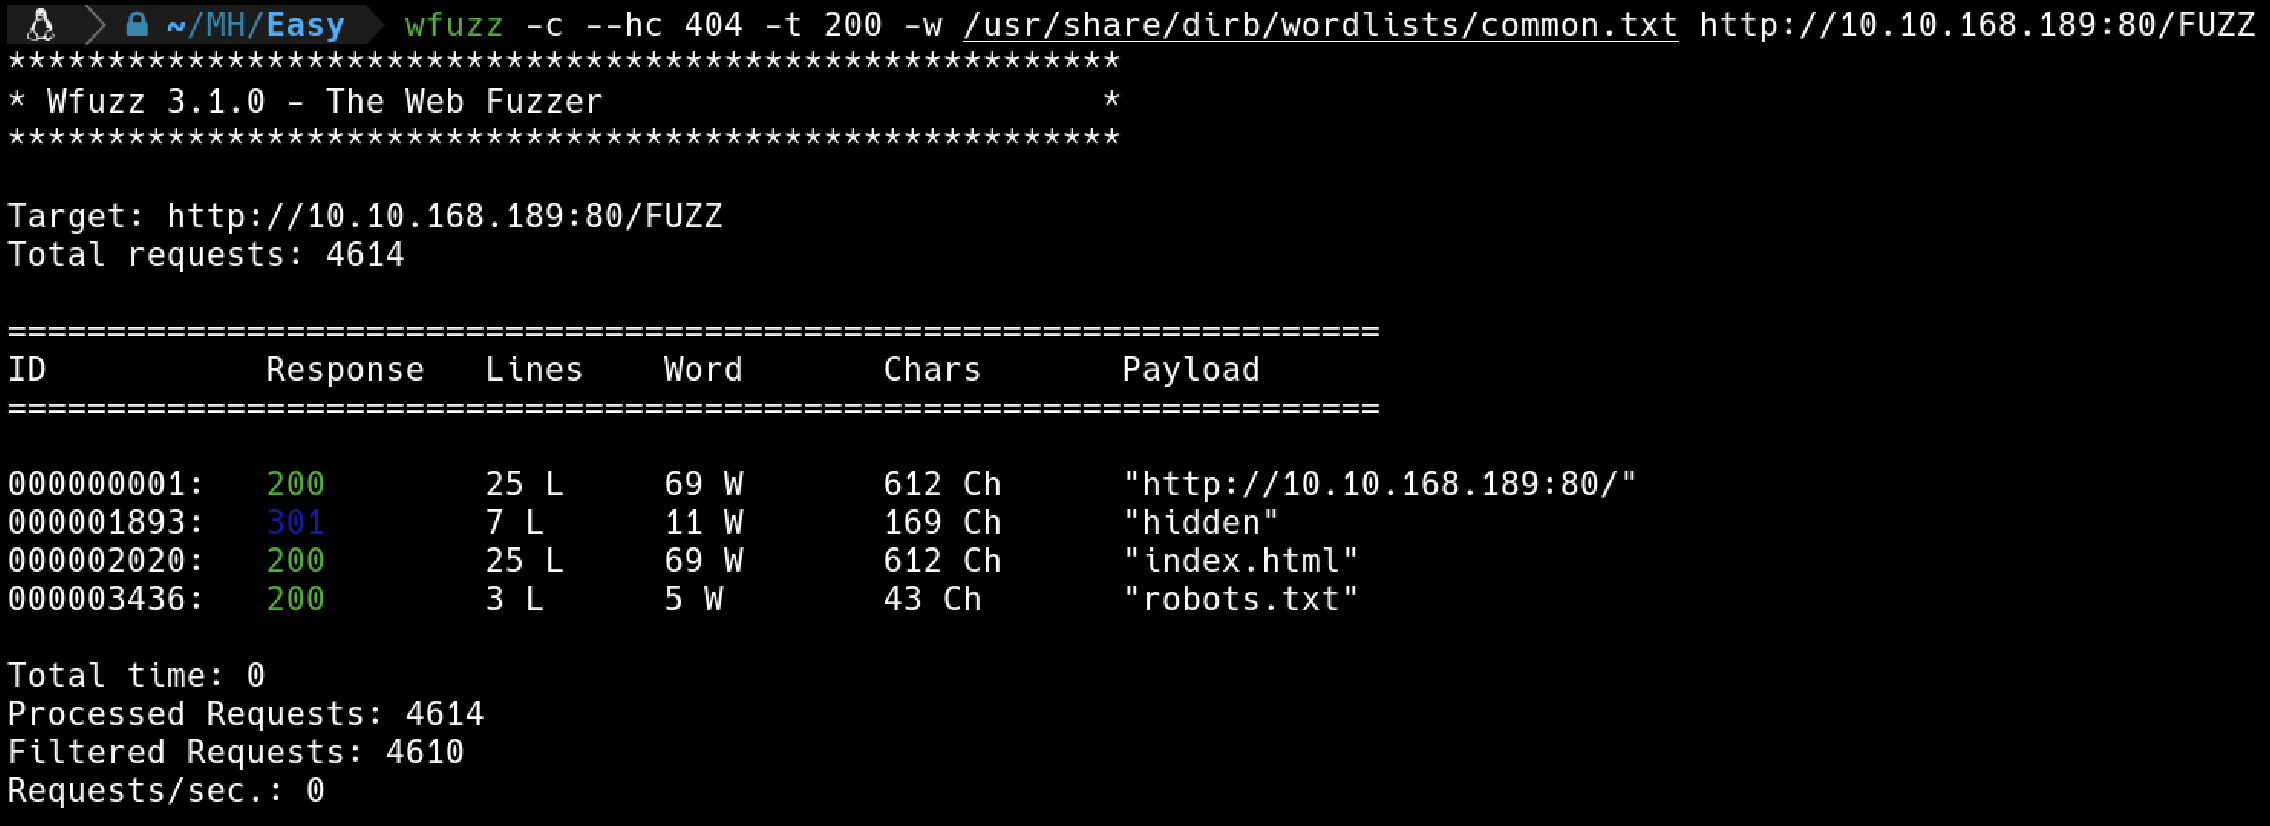 ~/MH/Easy wfuzz -c --hc 404 -t 200 -w /usr/share/dirb/wordlists/common.txt http://10.10.168.189:80/FUZZ
********************************************************
* Wfuzz 3.1.0 - The Web Fuzzer                         *
********************************************************

Target: http://10.10.168.189:80/FUZZ
Total requests: 4614

=====================================================================
ID           Response   Lines    Word       Chars       Payload
=====================================================================

000000001:   200        25 L     69 W       612 Ch      "http://10.10.168.189:80/"
000001893:   301        7 L      11 W       169 Ch      "hidden"
000002020:   200        25 L     69 W       612 Ch      "index.html"
000003436:   200        3 L      5 W        43 Ch       "robots.txt"

Total time: 0
Processed Requests: 4614
Filtered Requests: 4610
Requests/sec.: 0